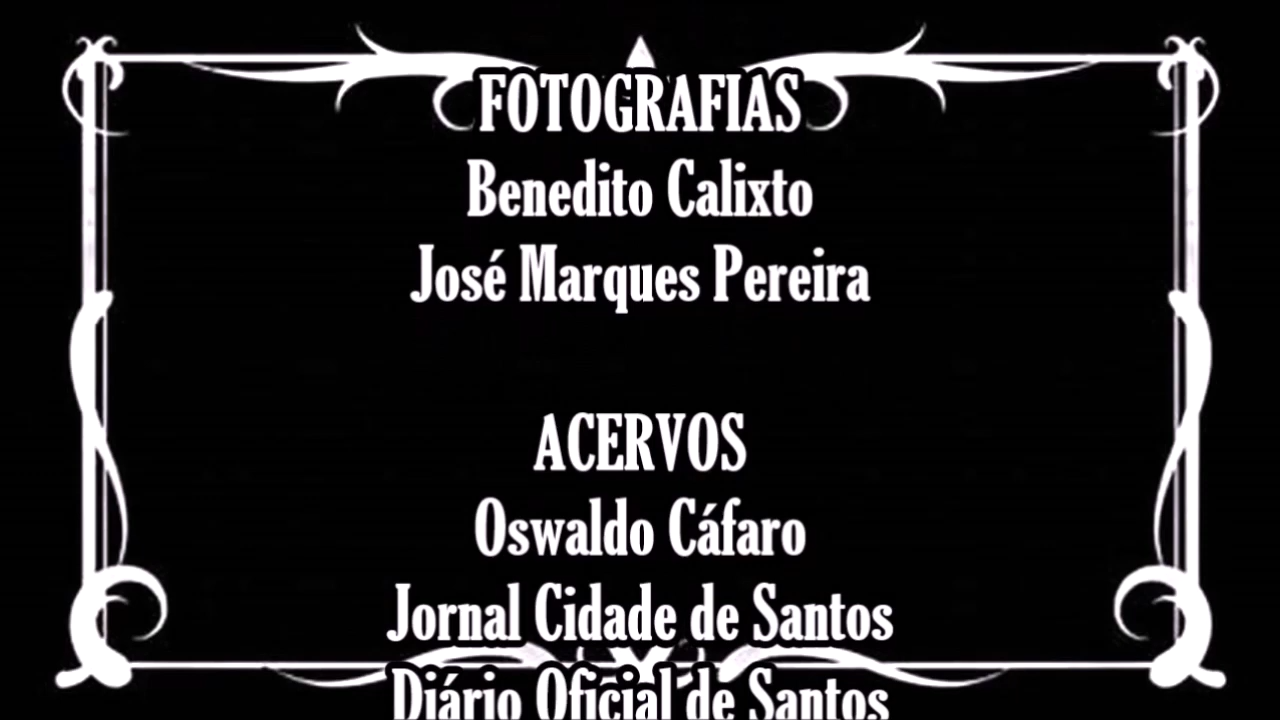 FOTOGRAFIAS
Benedito Calixto
José Marques Pereira
ACERVOS
Oswaldo Cáfaro
Jornal Cidade de Santos
Diário Oficial de Santos